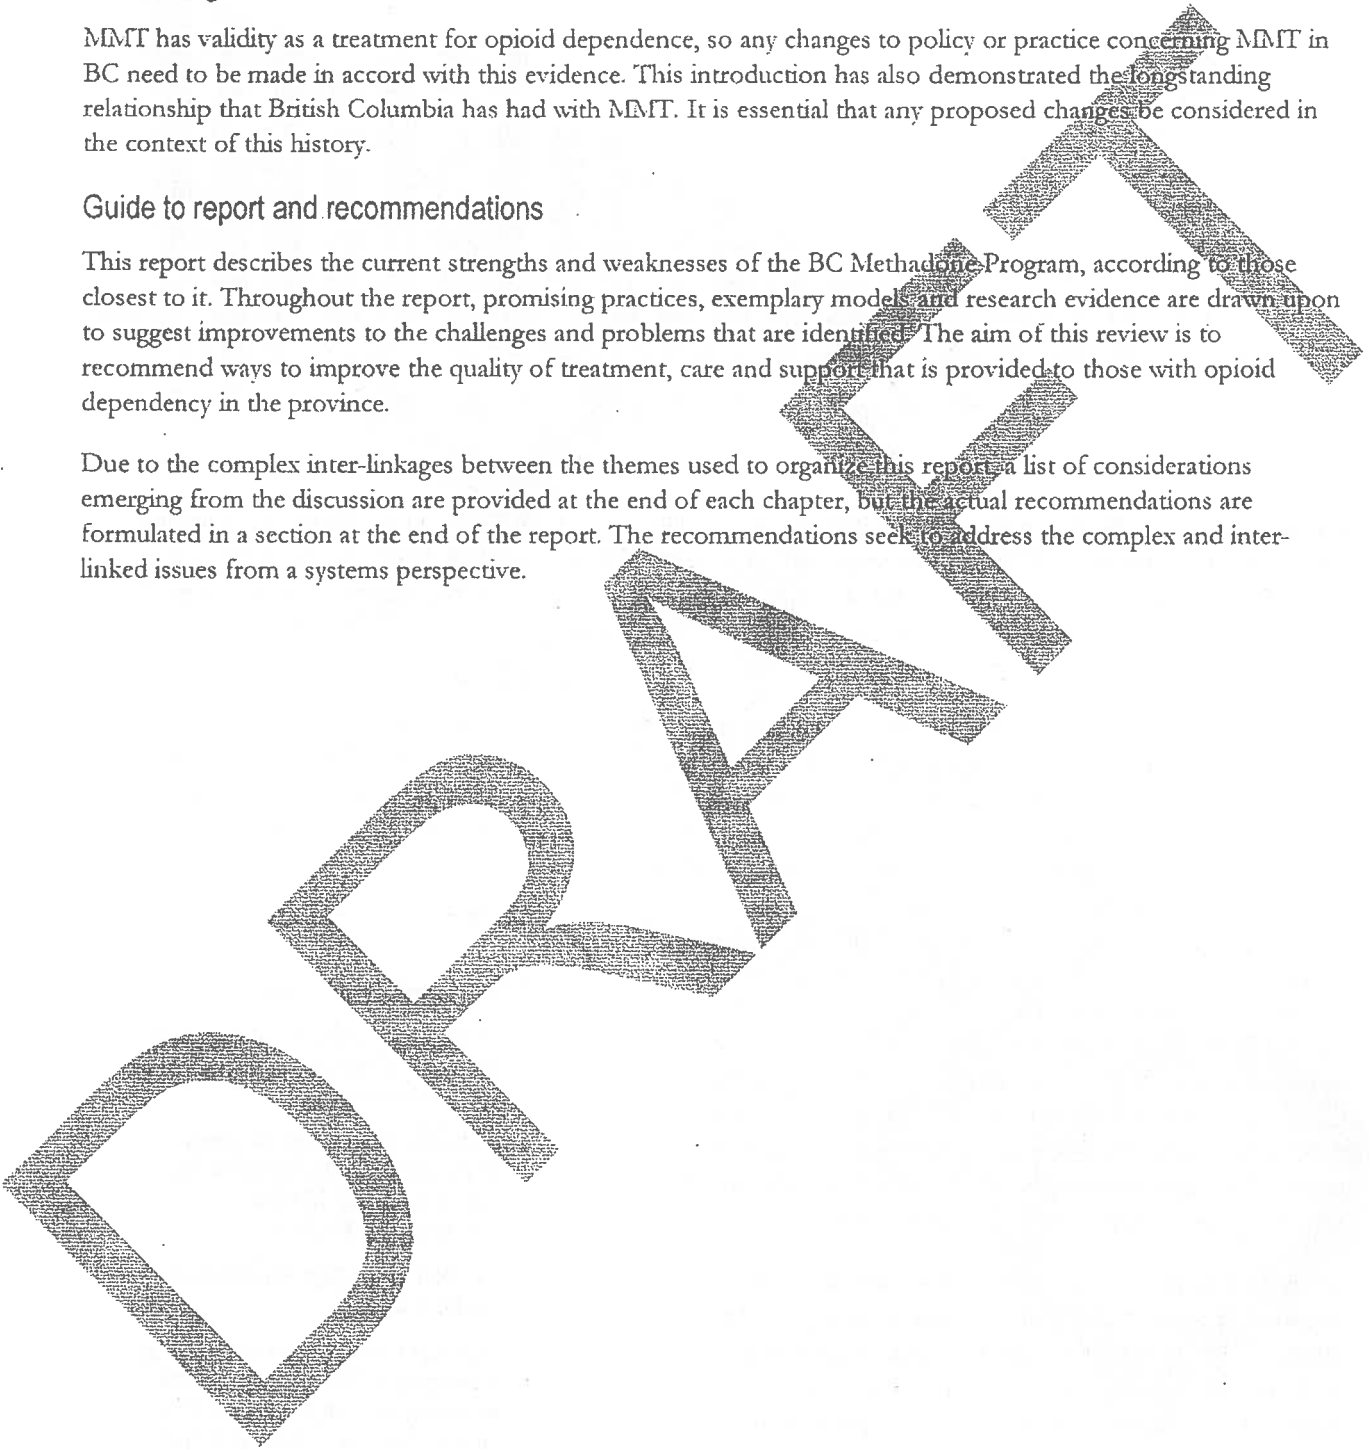 MMT has validity as a treatment for opioid dependence, so any changes to policy or practice concerning MMT in
BC need to be made in accord with this evidence. This introduction has also demonstrated the longstanding
relationship that British Columbia has had with MMT. It is essential that any proposed changes be considered in
the context of this history.
Guide to report and recommendations
This report describes the current strengths and weaknesses of the BC Methadone Program, according to those
closest to it. Throughout the report, promising practices, exemplary models and research evidence are drawn upon
to suggest improvements to the challenges and problems that are identified. The aim of this review is to
recommend ways to improve the quality of treatment, care and support that is provided to those with opioid
dependency in the province.
Due to the complex inter-linkages between the themes used to organize this report, a list of considerations
emerging from the discussion are provided at the end of each chapter, but the actual recommendations are
formulated in a section at the end of the report. The recommendations seek to address the complex and inter-
linked issues from a systems perspective.
DRAFT